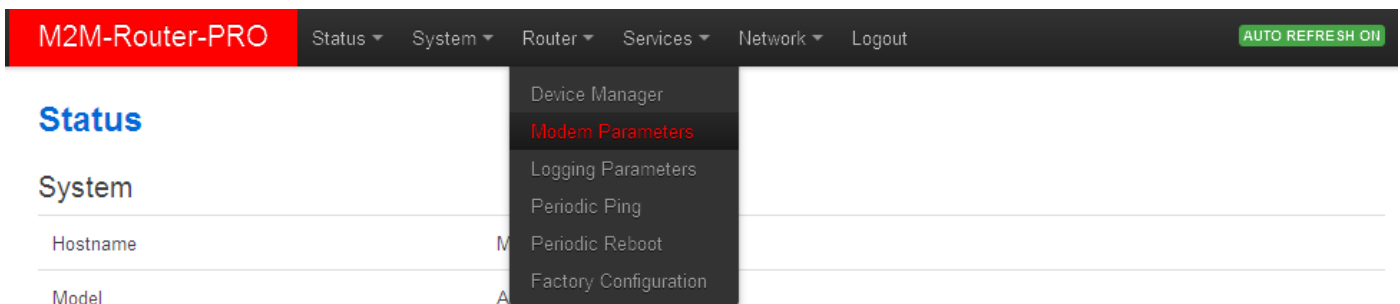 M2M-Router-PRO Status System Router Services Network Logout AUTO REFRESH ON
Device Manager
Status
Modem Parameters
Logging Parameters
System
Periodic Ping
Hostname M Periodic Reboot
Factory Configuration
Model A